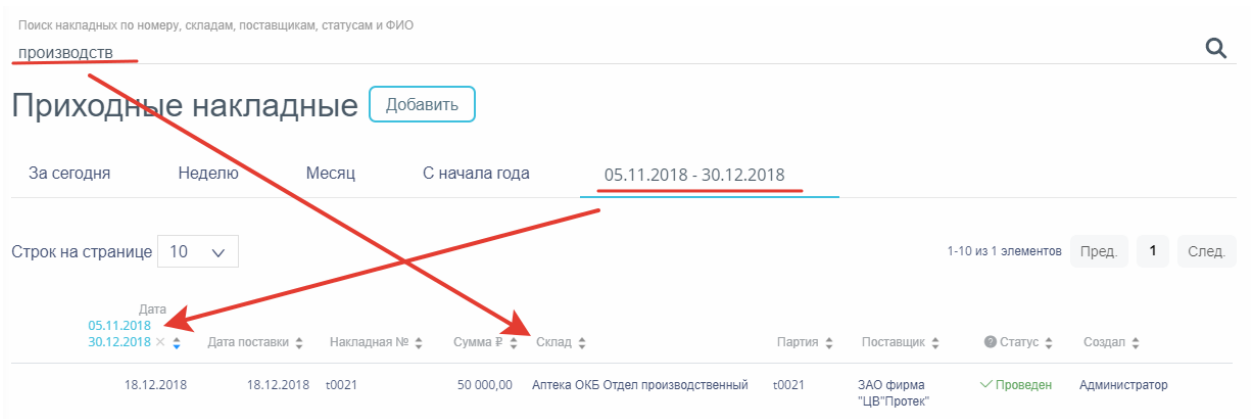 Поиск накладных по номеру, складам, поставщикам, статусам и ФИО
производств
Приходные накладные Добавить
За сегодня Неделю Месяц С начала года 05.11.2018 - 30.12.2018
Строк на странице 10 1-10 из 1 элементов Пред. 1 След.
Дата
05.11.2018
30.12.2018 × Дата поставки Накладная № Сумма ₽ Склад Партия Поставщик ? Статус Создал
18.12.2018 18.12.2018 t0021 50 000,00 Аптека ОКБ Отдел производственный t0021 ЗАО фирма Проведен Администратор
"ЦВ"Протек"